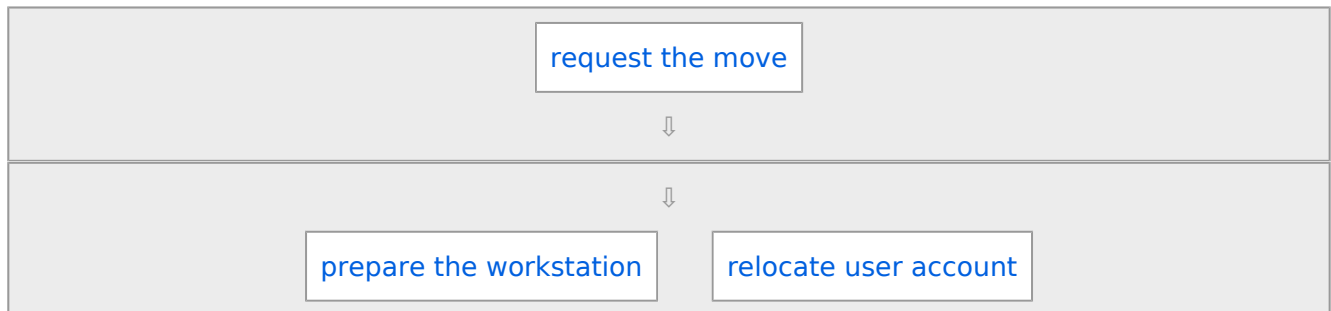 request the move
⇩
⇩
prepare the workstation relocate user account